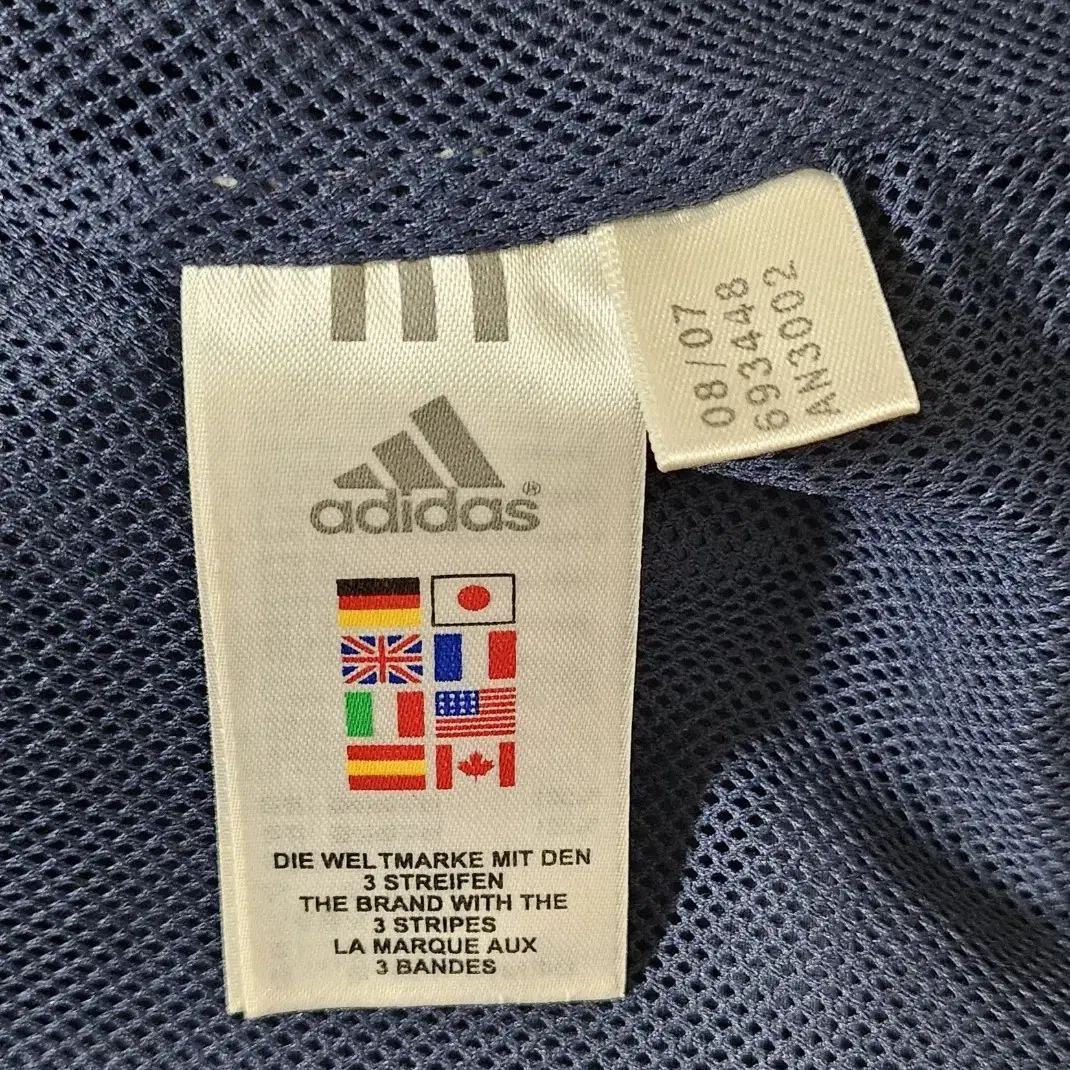 adidas®
DIE WELTMARKE MIT DEN
3 STREIFEN
THE BRAND WITH THE
3 STRIPES
LA MARQUE AUX
3 BANDES
08/07
693448
AN3002